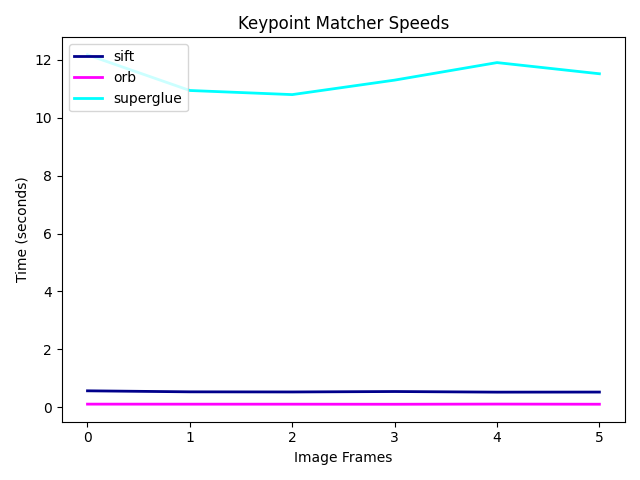 Keypoint Matcher Speeds
sift
orb
superglue
12
10
8
6
4
2
0
Time (seconds)
0 1 2 3 4 5
Image Frames